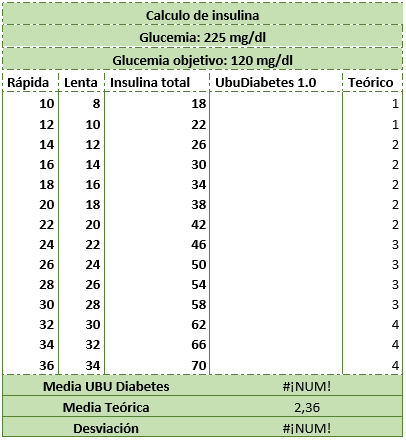 Calculo de insulina
Glucemia: 225 mg/dl
Glucemia objetivo: 120 mg/dl
Rápida Lenta Insulina total UbuDiabetes 1.0 Teórico
10 8 18 1
12 10 22 1
14 12 26 2
16 14 30 2
18 16 34 2
20 18 38 2
22 20 42 2
24 22 46 3
26 24 50 3
28 26 54 3
30 28 58 3
32 30 62 4
34 32 66 4
36 34 70 4
Media UBU Diabetes #¡NUM!
Media Teórica 2,36
Desviación #¡NUM!